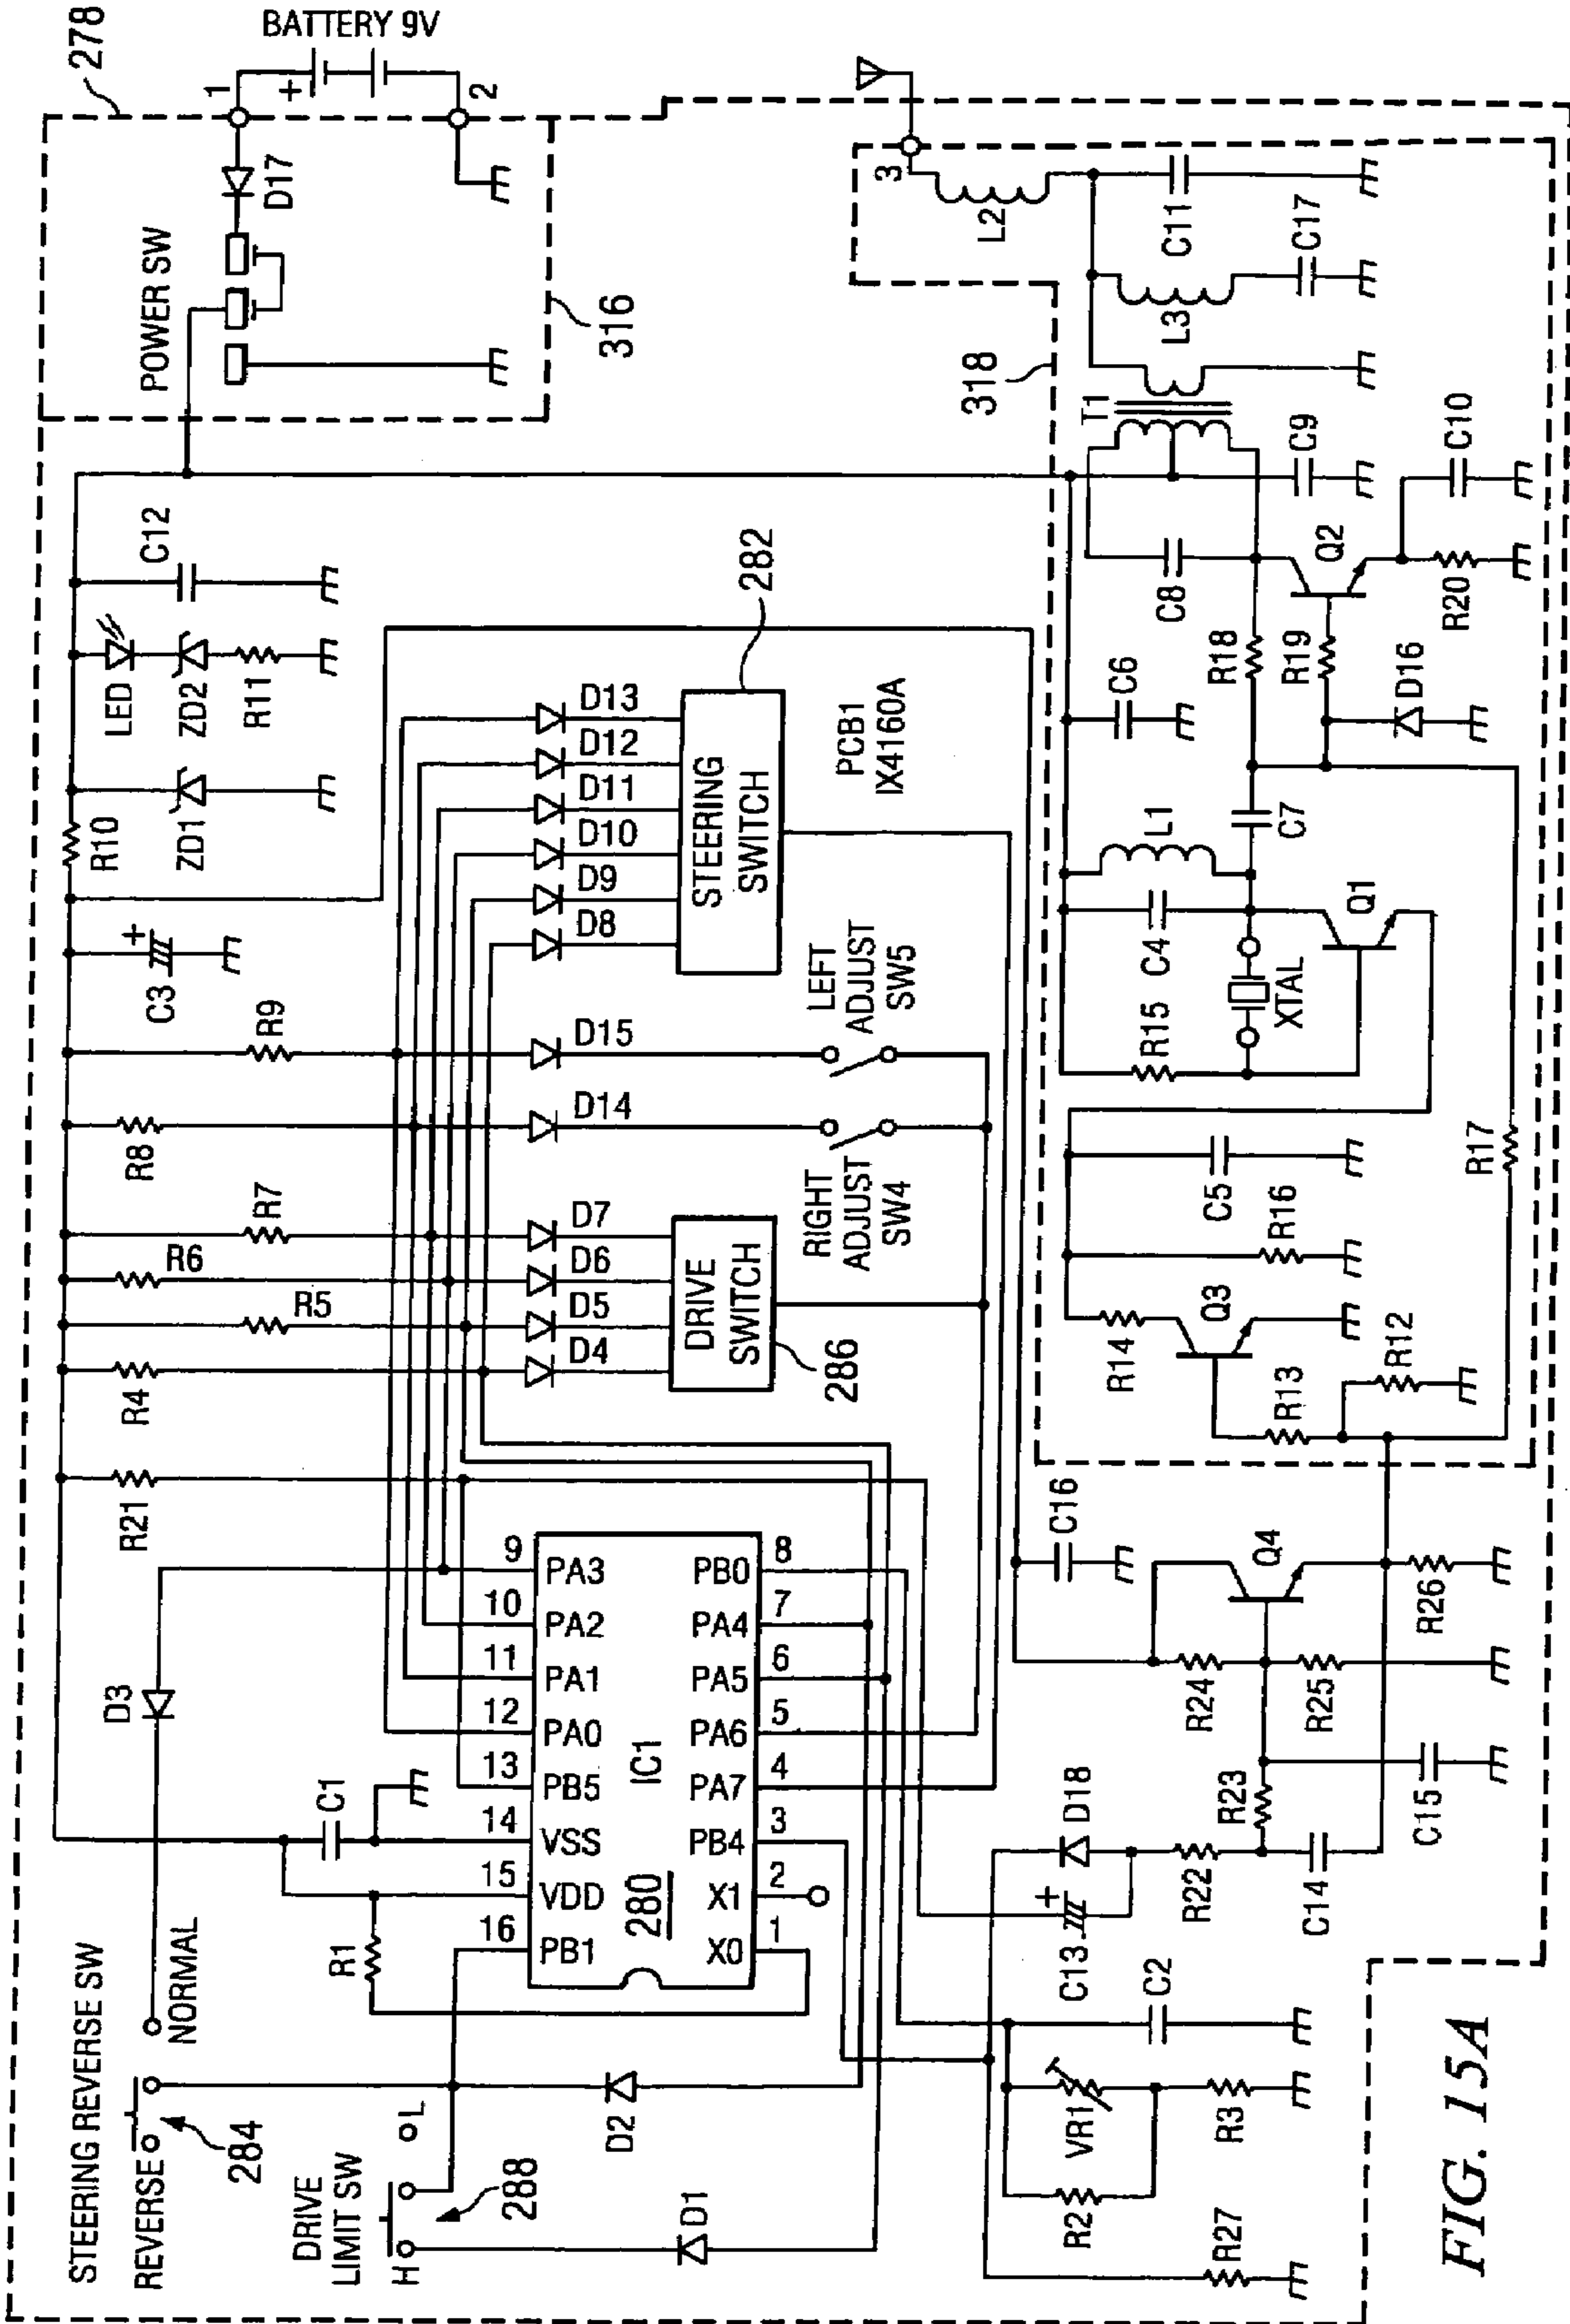 278
BATTERY 9V
1
+
2
D17
POWER SW
316
3
L2
C11
C17
L3
318
T1
C9
C10
C12
LED
ZD2
R11
ZD1
R10
C8
Q2
R20
R18
R19
D16
C6
282
D13
D12
D11
D10
D9
D8
STEERING
SWITCH
PCB1
IX4160A
C3
+
R9
R8
R7
R6
R5
R4
R21
D15
D14
LEFT
ADJUST
SW5
RIGHT
ADJUST
SW4
D7
D6
D5
D4
DRIVE
SWITCH
286
L1
C7
C4
XTAL
R15
Q1
C5
R16
R17
Q3
R14
R13
R12
C16
Q4
R26
R24
R25
R23
C15
D18
R22
C14
C13
+
9
10
11
12
13
14
15
16
PA3
PA2
PA1
PA0
PB5
VSS
VDD
PB1
IC1
280
PB0
PA4
PA5
PA6
PA7
PB4
X1
X0
8
7
6
5
4
3
2
1
D3
C1
R1
STEERING REVERSE SW
NORMAL
REVERSE
284
DRIVE
LIMIT SW
L
H
288
D2
D1
C2
VR1
R3
R2
R27
FIG. 15A